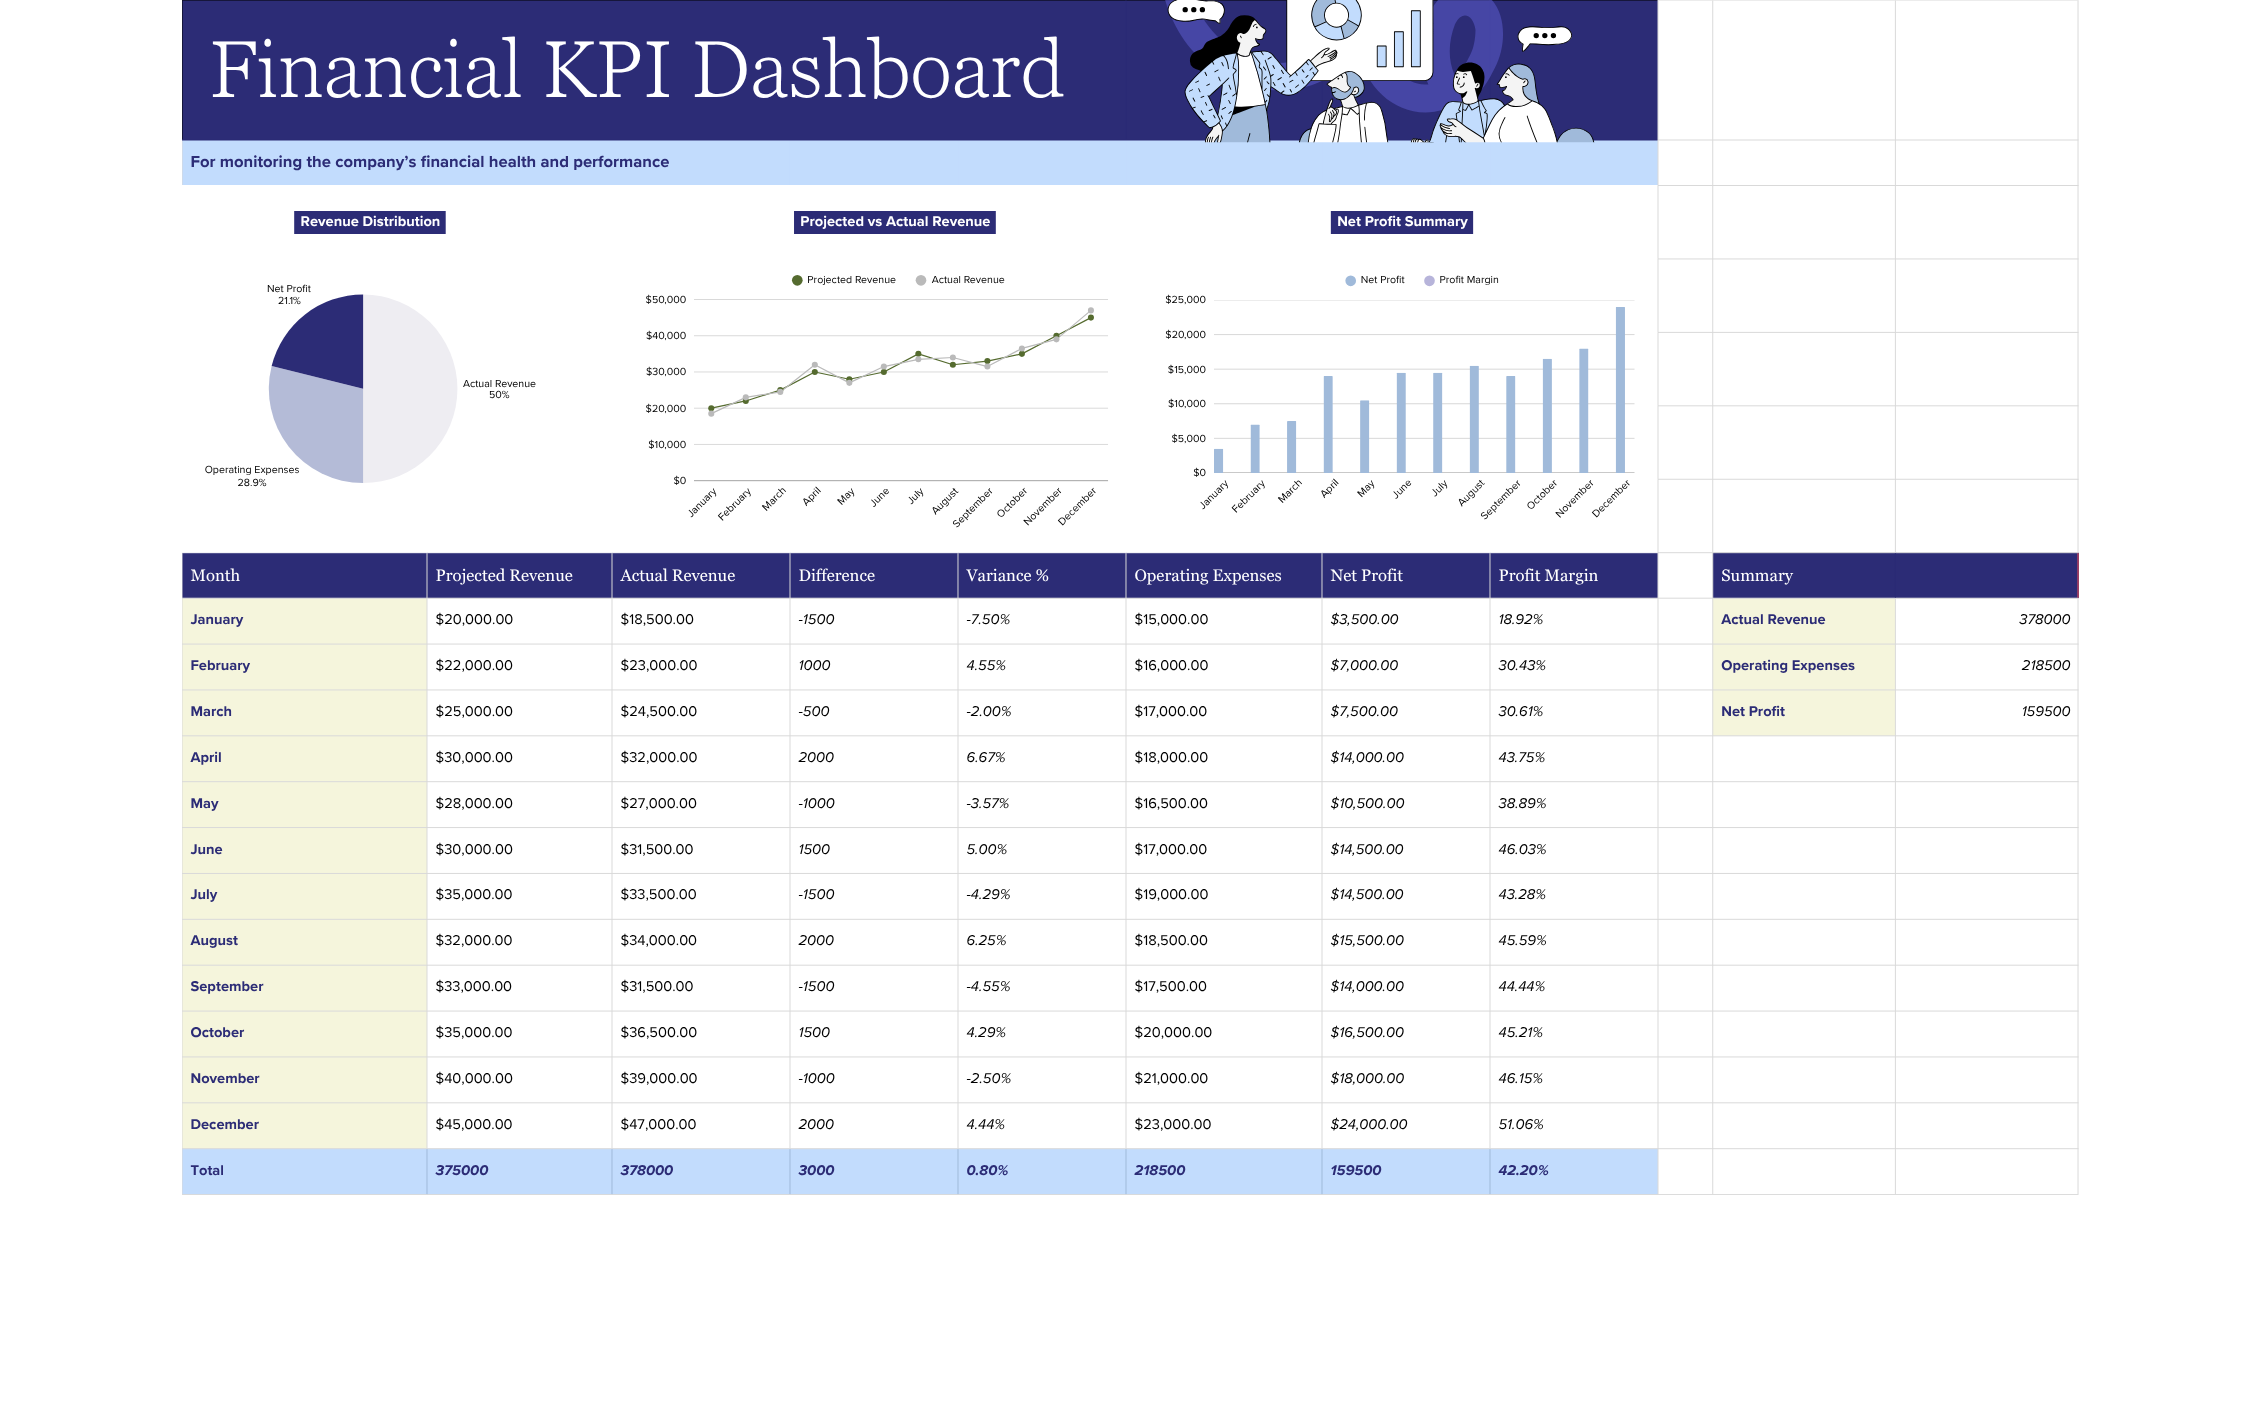 Financial KPI Dashboard
For monitoring the company's financial health and performance
Revenue Distribution
Net Profit
21.1%
Actual Revenue
50%
Operating Expenses
28.9%
Projected vs Actual Revenue
Projected Revenue Actual Revenue
$50,000
$40,000
$30,000
$20,000
$10,000
$0
January February March April May June July August September October November December
Net Profit Summary
Net Profit Profit Margin
$25,000
$20,000
$15,000
$10,000
$5,000
$0
January February March April May June July August September October November December
Month Projected Revenue Actual Revenue Difference Variance % Operating Expenses Net Profit Profit Margin Summary
January $20,000.00 $18,500.00 -1500 -7.50% $15,000.00 $3,500.00 18.92% Actual Revenue 378000
February $22,000.00 $23,000.00 1000 4.55% $16,000.00 $7,000.00 30.43% Operating Expenses 218500
March $25,000.00 $24,500.00 -500 -2.00% $17,000.00 $7,500.00 30.61% Net Profit 159500
April $30,000.00 $32,000.00 2000 6.67% $18,000.00 $14,000.00 43.75%
May $28,000.00 $27,000.00 -1000 -3.57% $16,500.00 $10,500.00 38.89%
June $30,000.00 $31,500.00 1500 5.00% $17,000.00 $14,500.00 46.03%
July $35,000.00 $33,500.00 -1500 -4.29% $19,000.00 $14,500.00 43.28%
August $32,000.00 $34,000.00 2000 6.25% $18,500.00 $15,500.00 45.59%
September $33,000.00 $31,500.00 -1500 -4.55% $17,500.00 $14,000.00 44.44%
October $35,000.00 $36,500.00 1500 4.29% $20,000.00 $16,500.00 45.21%
November $40,000.00 $39,000.00 -1000 -2.50% $21,000.00 $18,000.00 46.15%
December $45,000.00 $47,000.00 2000 4.44% $23,000.00 $24,000.00 51.06%
Total 375000 378000 3000 0.80% 218500 159500 42.20%